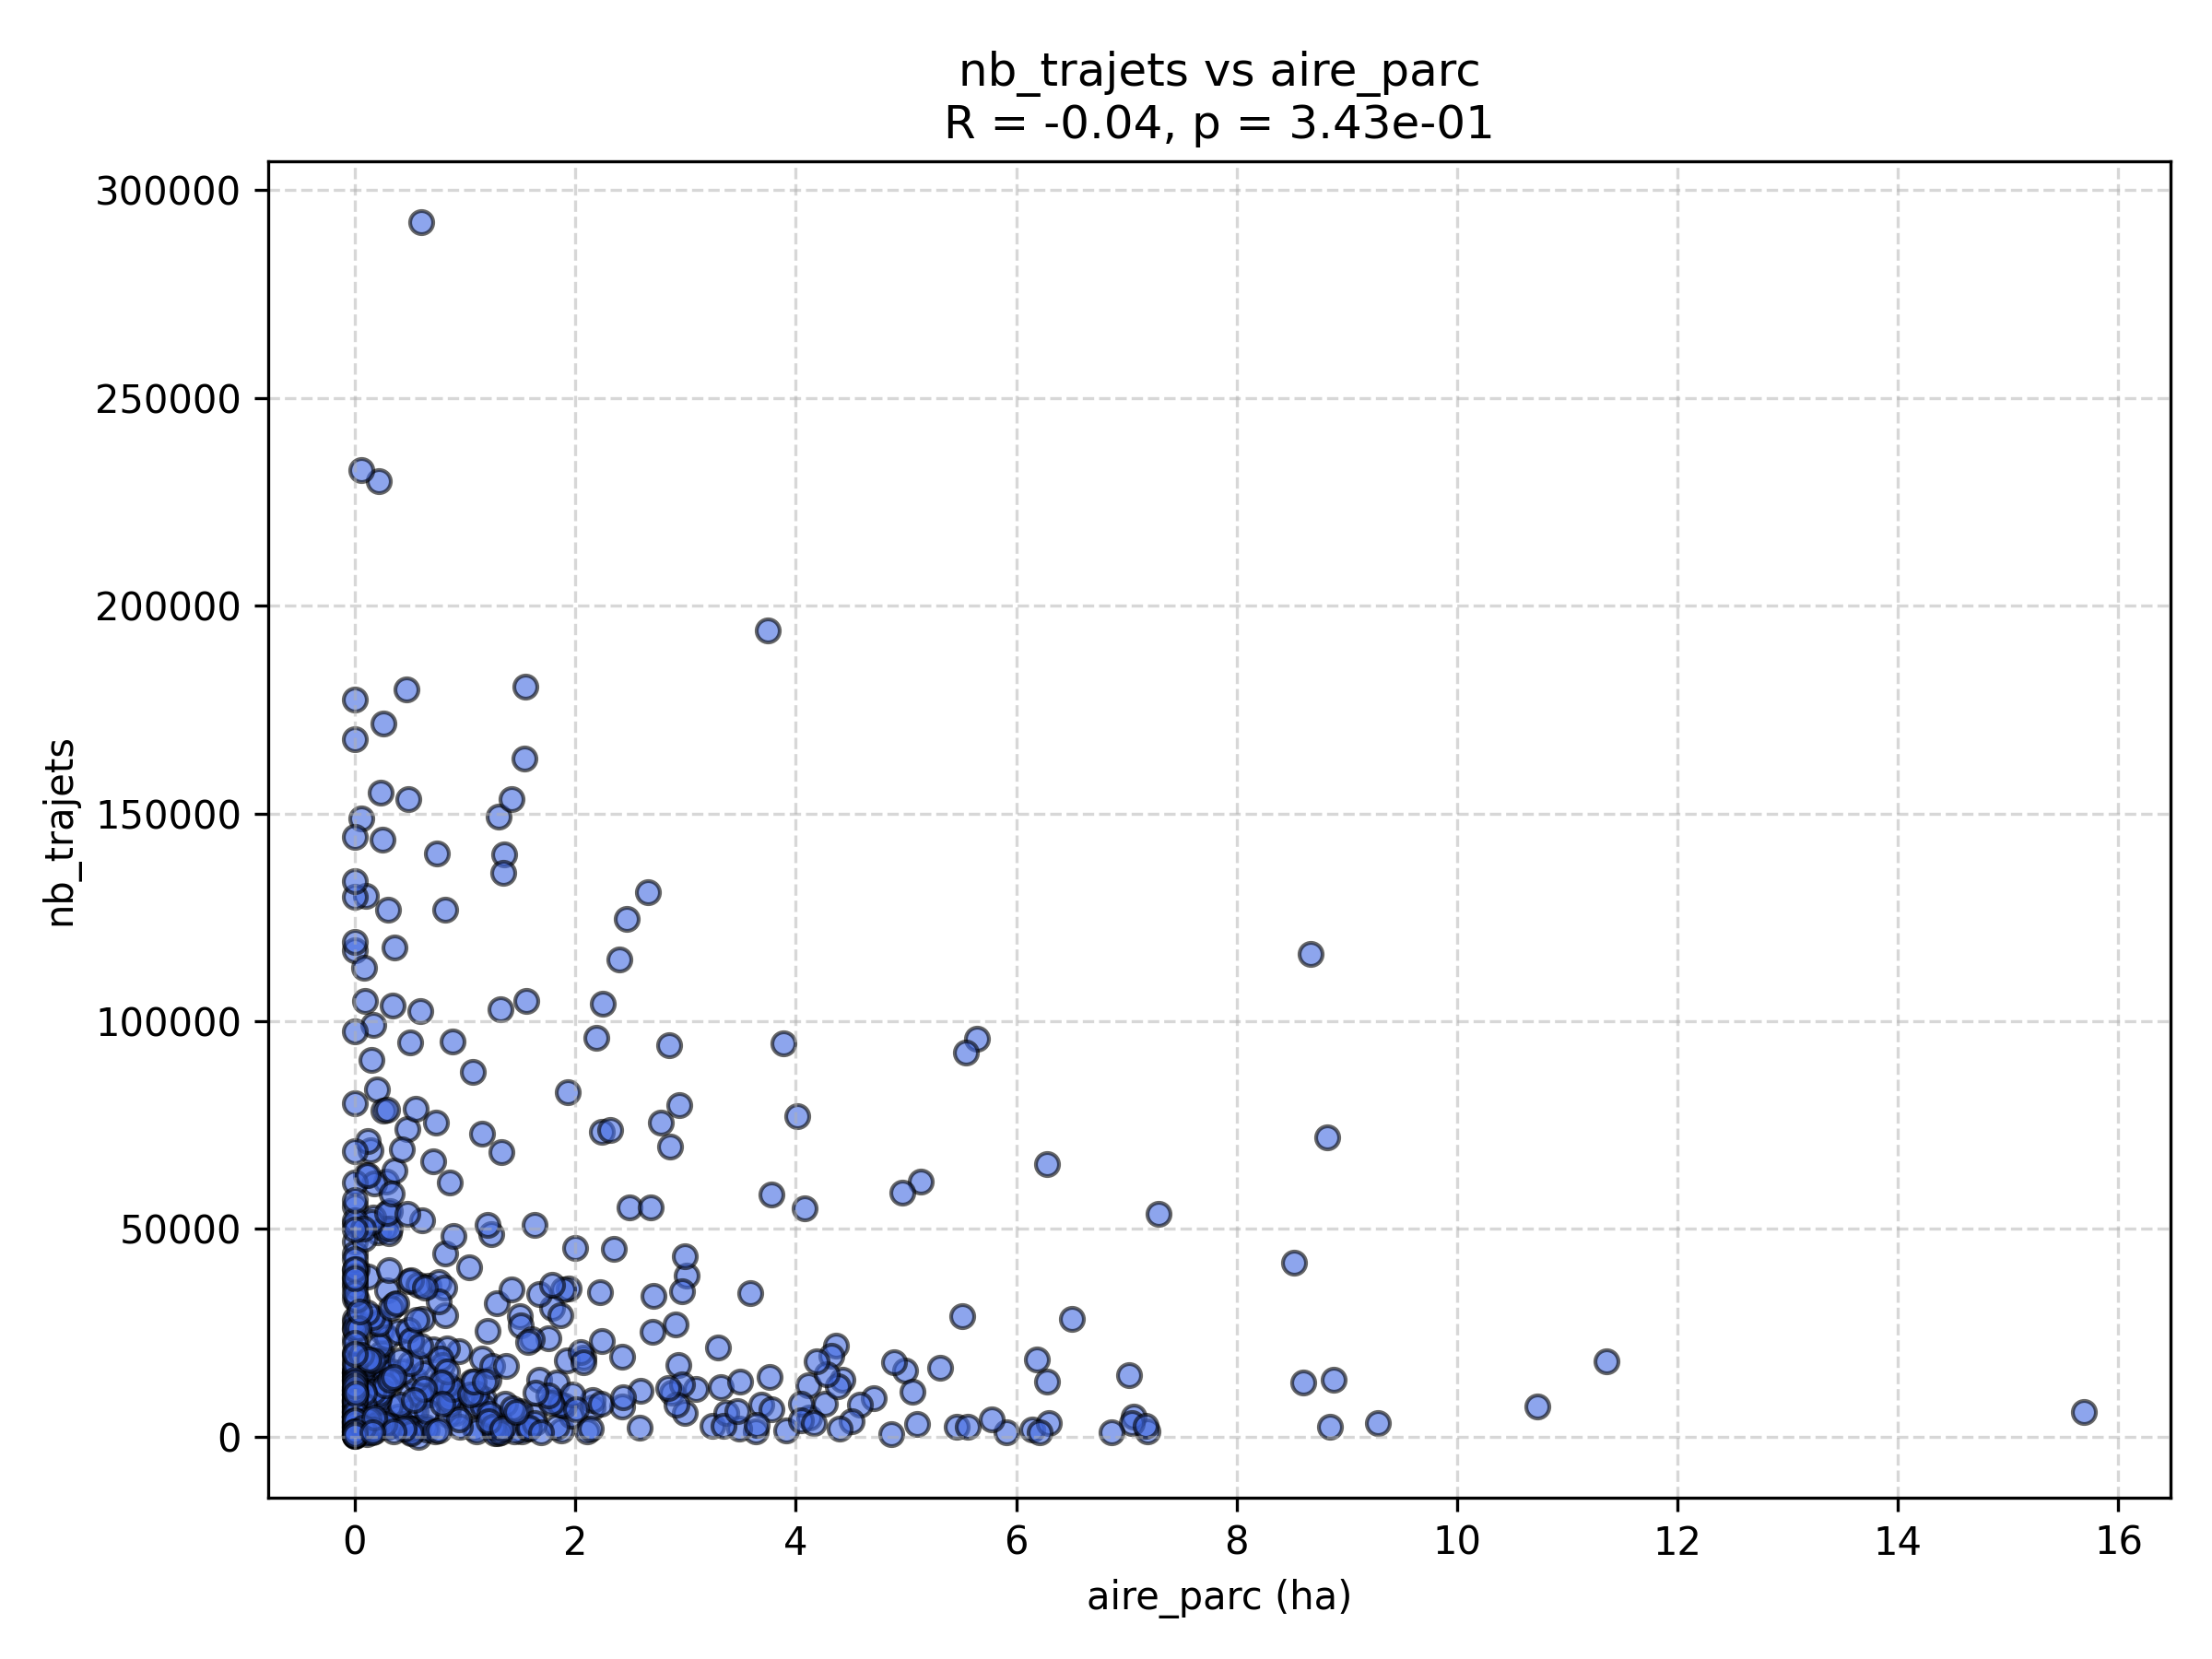 nb_trajets vs aire_parc
R = -0.04, p = 3.43e-01
300000
250000
200000
150000
100000
50000
0
nb_trajets
0 2 4 6 8 10 12 14 16
aire_parc (ha)